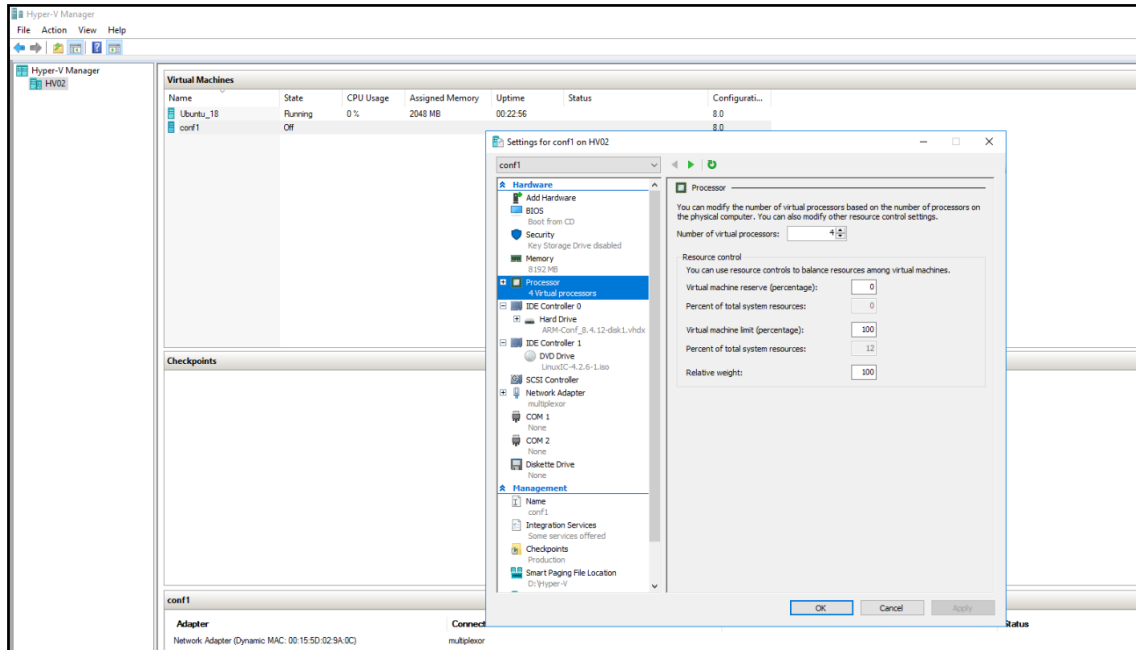 Hyper-V Manager
File Action View Help
Hyper-V Manager
HV02
Virtual Machines
Name State CPU Usage Assigned Memory Uptime Status Configurati...
Ubuntu_18 Running 0 % 2048 MB 00:22:56 8.0
conf1 Off 8.0
Checkpoints
conf1
Adapter Connect Status
Network Adapter (Dynamic MAC: 00:15:5D:02:9A:0C) multiplexor
Settings for conf1 on HV02
conf1
Hardware
Add Hardware
BIOS
Boot from CD
Security
Key Storage Drive disabled
Memory
8192 MB
Processor
4 Virtual processors
IDE Controller 0
Hard Drive
ARM-Conf_8.4.12-disk1.vhdx
IDE Controller 1
DVD Drive
LinuxIC-4.2.6-1.iso
SCSI Controller
Network Adapter
multiplexor
COM 1
None
COM 2
None
Diskette Drive
None
Management
Name
conf1
Integration Services
Some services offered
Checkpoints
Production
Smart Paging File Location
D:\Hyper-V
Processor
You can modify the number of virtual processors based on the number of processors on
the physical computer. You can also modify other resource control settings.
Number of virtual processors: 4
Resource control
You can use resource controls to balance resources among virtual machines.
Virtual machine reserve (percentage): 0
Percent of total system resources: 0
Virtual machine limit (percentage): 100
Percent of total system resources: 12
Relative weight: 100
OK Cancel Apply